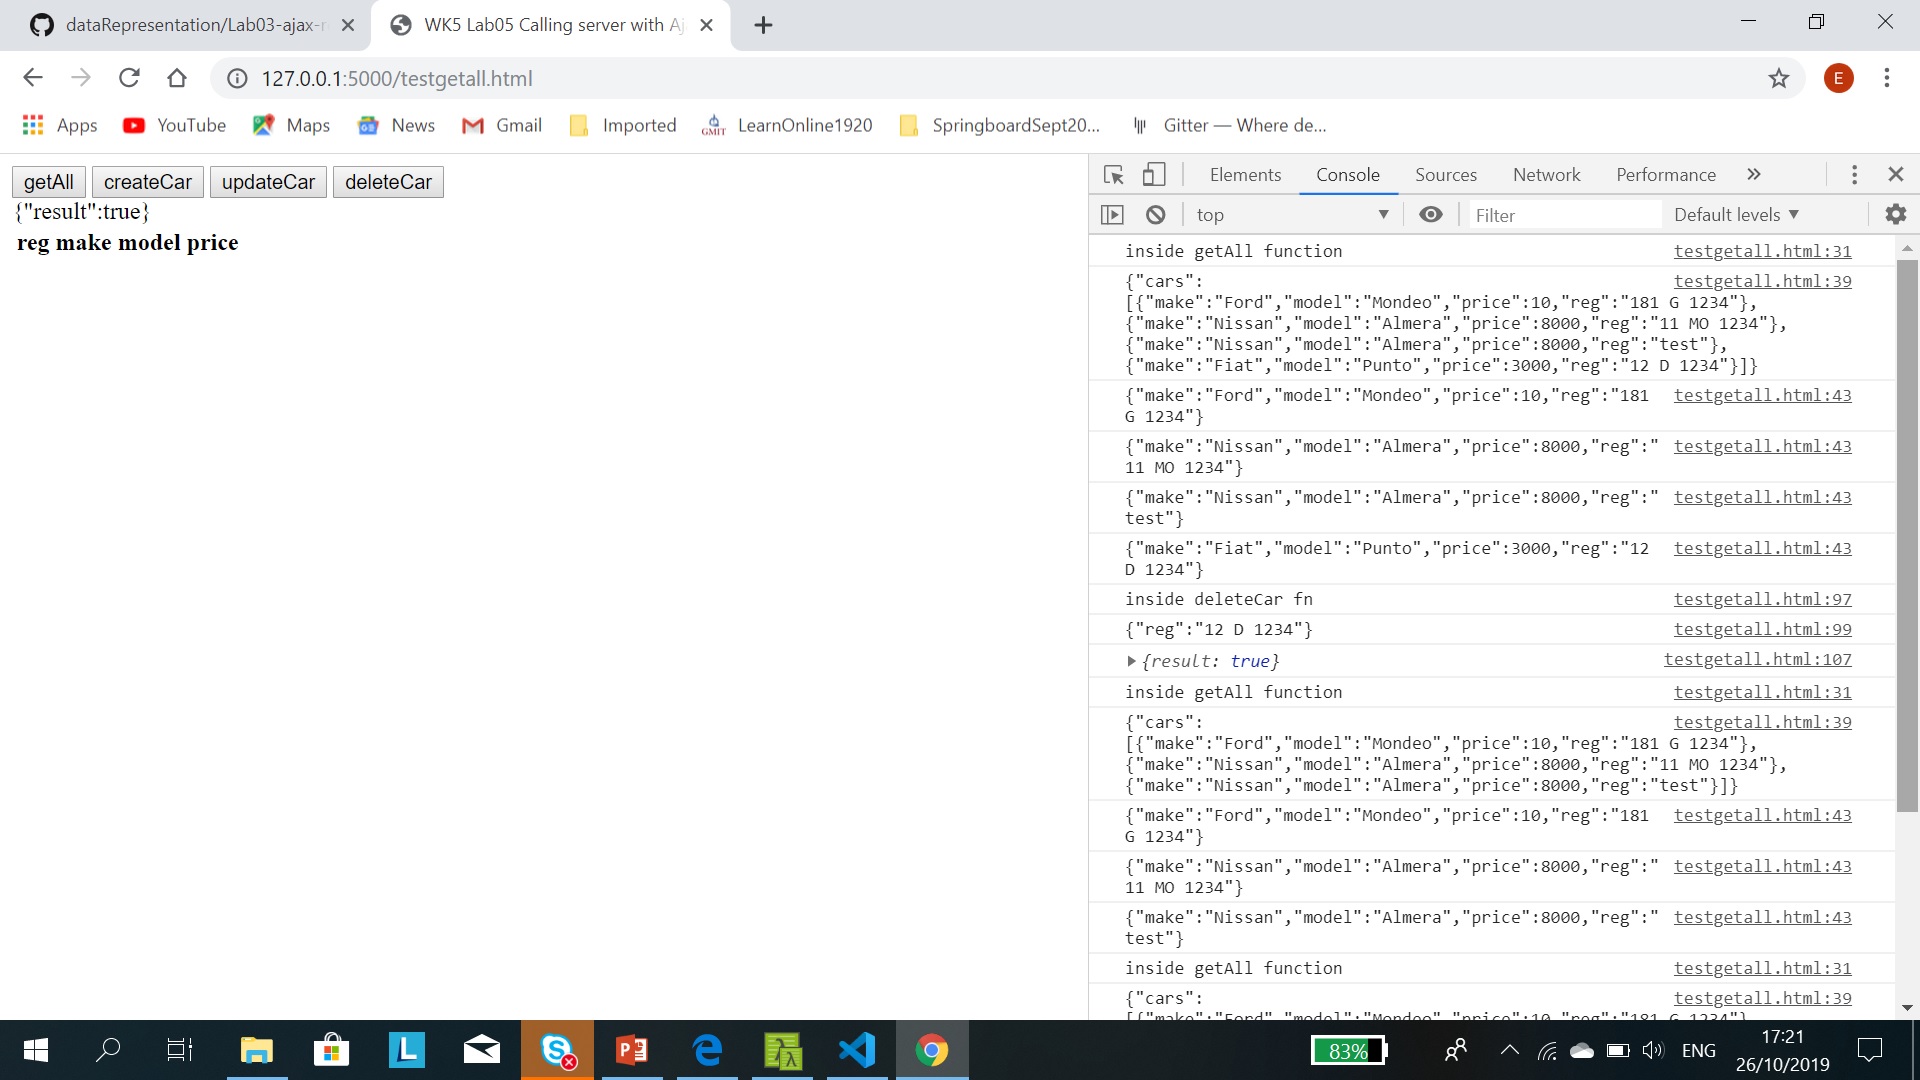 dataRepresentation/Lab03-ajax-r
WK5 Lab05 Calling server with Aj
127.0.0.1:5000/testgetall.html
E
Apps
YouTube
Maps
News
Gmail
Imported
GMIT LearnOnline1920
SpringboardSept20...
Gitter — Where de...
getAll createCar updateCar deleteCar
{"result":true}
reg make model price
Elements Console Sources Network Performance
top Filter Default levels
inside getAll function testgetall.html:31
{"cars": testgetall.html:39
[{"make":"Ford","model":"Mondeo","price":10,"reg":"181 G 1234"},
{"make":"Nissan","model":"Almera","price":8000,"reg":"11 MO 1234"},
{"make":"Nissan","model":"Almera","price":8000,"reg":"test"},
{"make":"Fiat","model":"Punto","price":3000,"reg":"12 D 1234"}]}
{"make":"Ford","model":"Mondeo","price":10,"reg":"181 testgetall.html:43
G 1234"}
{"make":"Nissan","model":"Almera","price":8000,"reg":" testgetall.html:43
11 MO 1234"}
{"make":"Nissan","model":"Almera","price":8000,"reg":" testgetall.html:43
test"}
{"make":"Fiat","model":"Punto","price":3000,"reg":"12 testgetall.html:43
D 1234"}
inside deleteCar fn testgetall.html:97
{"reg":"12 D 1234"} testgetall.html:99
{result: true} testgetall.html:107
inside getAll function testgetall.html:31
{"cars": testgetall.html:39
[{"make":"Ford","model":"Mondeo","price":10,"reg":"181 G 1234"},
{"make":"Nissan","model":"Almera","price":8000,"reg":"11 MO 1234"},
{"make":"Nissan","model":"Almera","price":8000,"reg":"test"}]}
{"make":"Ford","model":"Mondeo","price":10,"reg":"181 testgetall.html:43
G 1234"}
{"make":"Nissan","model":"Almera","price":8000,"reg":" testgetall.html:43
11 MO 1234"}
{"make":"Nissan","model":"Almera","price":8000,"reg":" testgetall.html:43
test"}
inside getAll function testgetall.html:31
{"cars": testgetall.html:39
[{"make":"Ford","model":"Mondeo","price":10,"reg":"181 G 1234"},
83%
ENG
17:21
26/10/2019